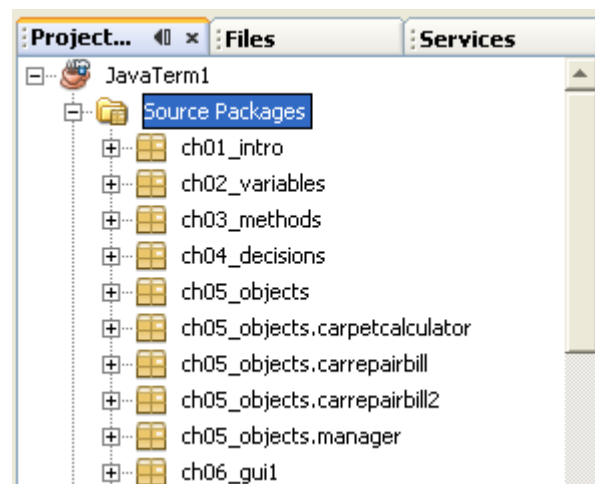 Project... Files Services
JavaTerm1
Source Packages
ch01_intro
ch02_variables
ch03_methods
ch04_decisions
ch05_objects
ch05_objects.carpetcalculator
ch05_objects.carrepairbill
ch05_objects.carrepairbill2
ch05_objects.manager
ch06_gui1